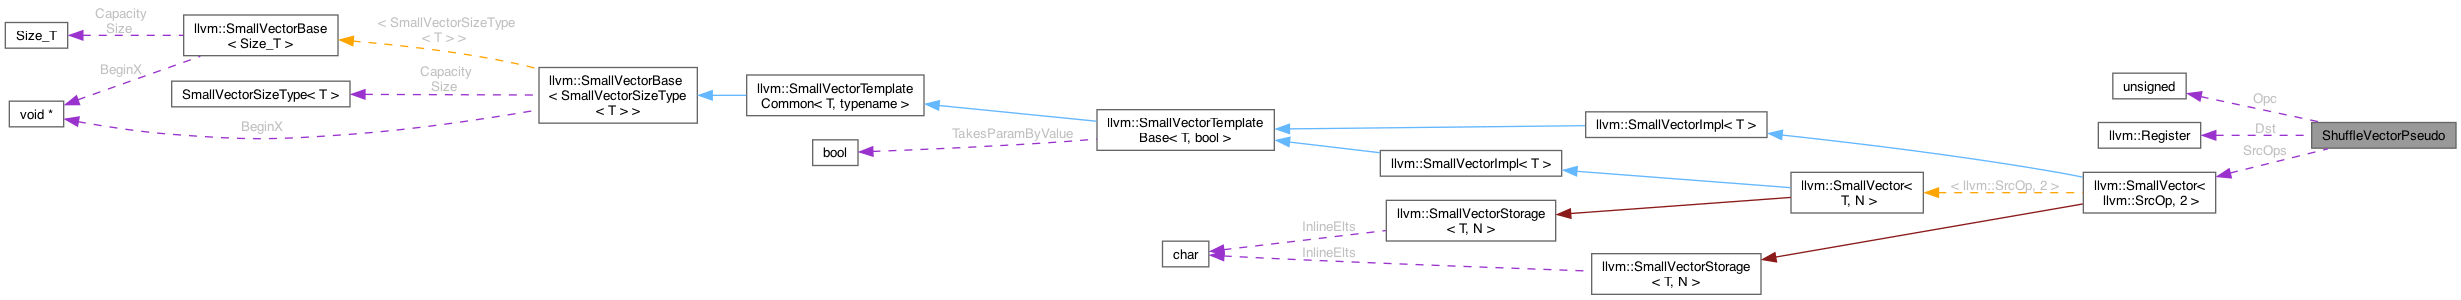 Size_T
Capacity
Size
llvm::SmallVectorBase
< Size_T >
< SmallVectorSizeType
< T > >
BeginX
SmallVectorSizeType< T >
Capacity
Size
void *
BeginX
llvm::SmallVectorBase
< SmallVectorSizeType
< T > >
llvm::SmallVectorTemplate
Common< T, typename >
bool
TakesParamByValue
llvm::SmallVectorTemplate
Base< T, bool >
llvm::SmallVectorImpl< T >
llvm::SmallVectorImpl< T >
char
InlineElts
InlineElts
llvm::SmallVectorStorage
< T, N >
llvm::SmallVectorStorage
< T, N >
llvm::SmallVector<
T, N >
< llvm::SrcOp, 2 >
llvm::SmallVector<
llvm::SrcOp, 2 >
unsigned
Opc
llvm::Register
Dst
SrcOps
ShuffleVectorPseudo